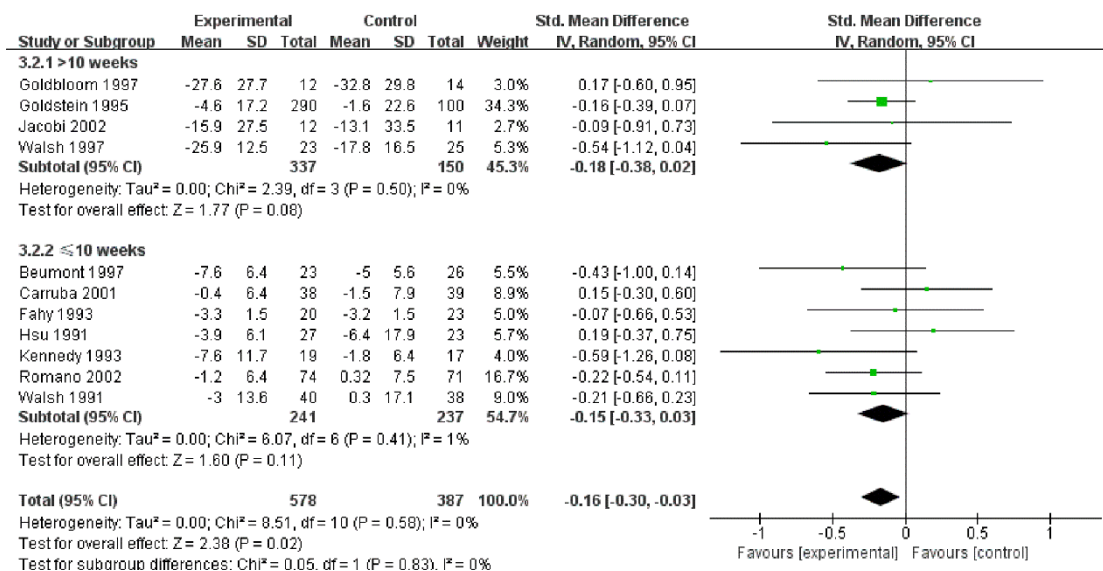 Experimental Control Std. Mean Difference Std. Mean Difference
Study or Subgroup Mean SD Total Mean SD Total Weight IV, Random, 95% CI IV, Random, 95% CI
3.2.1 >10 weeks
Goldbloom 1997 -27.6 27.7 12 -32.8 29.8 14 3.0% 0.17 [-0.60, 0.95]
Goldstein 1995 -4.6 17.2 290 -1.6 22.6 100 34.3% -0.16 [-0.39, 0.07]
Jacobi 2002 -15.9 27.5 12 -13.1 33.5 11 2.7% -0.09 [-0.91, 0.73]
Walsh 1997 -25.9 12.5 23 -17.8 16.5 25 5.3% -0.54 [-1.12, 0.04]
Subtotal (95% CI) 337 150 45.3% -0.18 [-0.38, 0.02]
Heterogeneity: Tau² = 0.00; Chi² = 2.39, df = 3 (P = 0.50); I² = 0%
Test for overall effect: Z = 1.77 (P = 0.08)
3.2.2 ≤10 weeks
Beumont 1997 -7.6 6.4 23 -5 5.6 26 5.5% -0.43 [-1.00, 0.14]
Carruba 2001 -0.4 6.4 38 -1.5 7.9 39 8.9% 0.15 [-0.30, 0.60]
Fahy 1993 -3.3 1.5 20 -3.2 1.5 23 5.0% -0.07 [-0.66, 0.53]
Hsu 1991 -3.9 6.1 27 -6.4 17.9 23 5.7% 0.19 [-0.37, 0.75]
Kennedy 1993 -7.6 11.7 19 -1.8 6.4 17 4.0% -0.59 [-1.26, 0.08]
Romano 2002 -1.2 6.4 74 0.32 7.5 71 16.7% -0.22 [-0.54, 0.11]
Walsh 1991 -3 13.6 40 0.3 17.1 38 9.0% -0.21 [-0.66, 0.23]
Subtotal (95% CI) 241 237 54.7% -0.15 [-0.33, 0.03]
Heterogeneity: Tau² = 0.00; Chi² = 6.07, df = 6 (P = 0.41); I² = 1%
Test for overall effect: Z = 1.60 (P = 0.11)
Total (95% CI) 578 387 100.0% -0.16 [-0.30, -0.03]
Heterogeneity: Tau² = 0.00; Chi² = 8.51, df = 10 (P = 0.58); I² = 0%
Test for overall effect: Z = 2.38 (P = 0.02)
Test for subgroup differences: Chi² = 0.05, df = 1 (P = 0.83), I² = 0%
-1 -0.5 0 0.5 1
Favours [experimental] Favours [control]